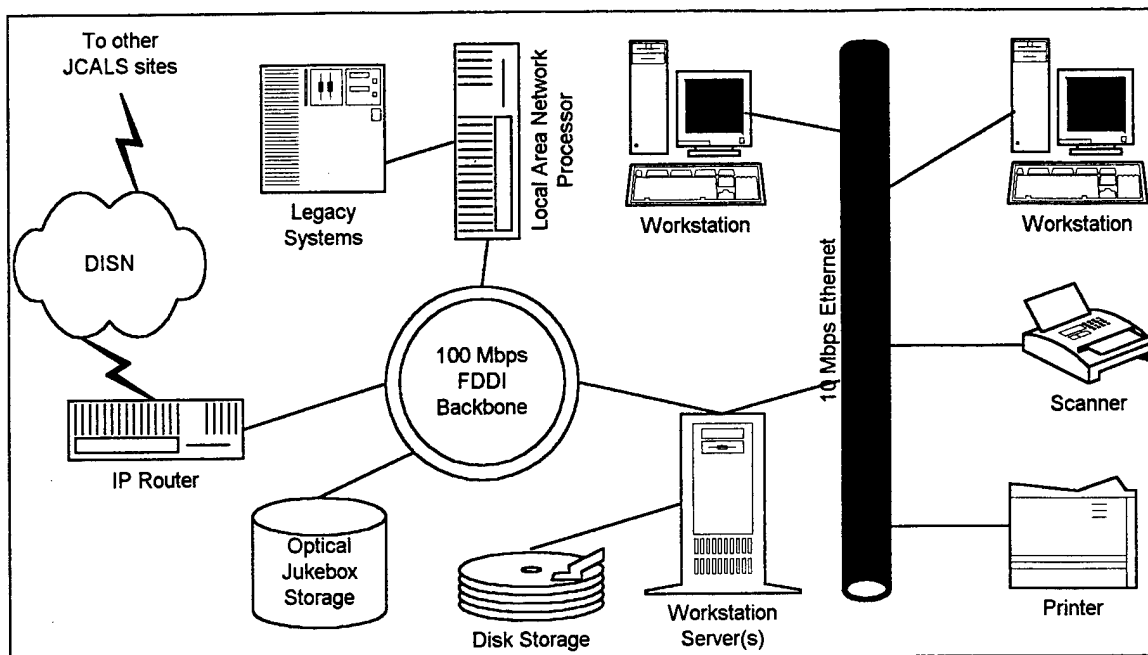 To other
JCALS sites
DISN
IP Router
Legacy
Systems
Local Area Network
Processor
100 Mbps
FDDI
Backbone
Optical
Jukebox
Storage
Disk Storage
Workstation
Server(s)
Workstation
10 Mbps Ethernet
Workstation
Scanner
Printer